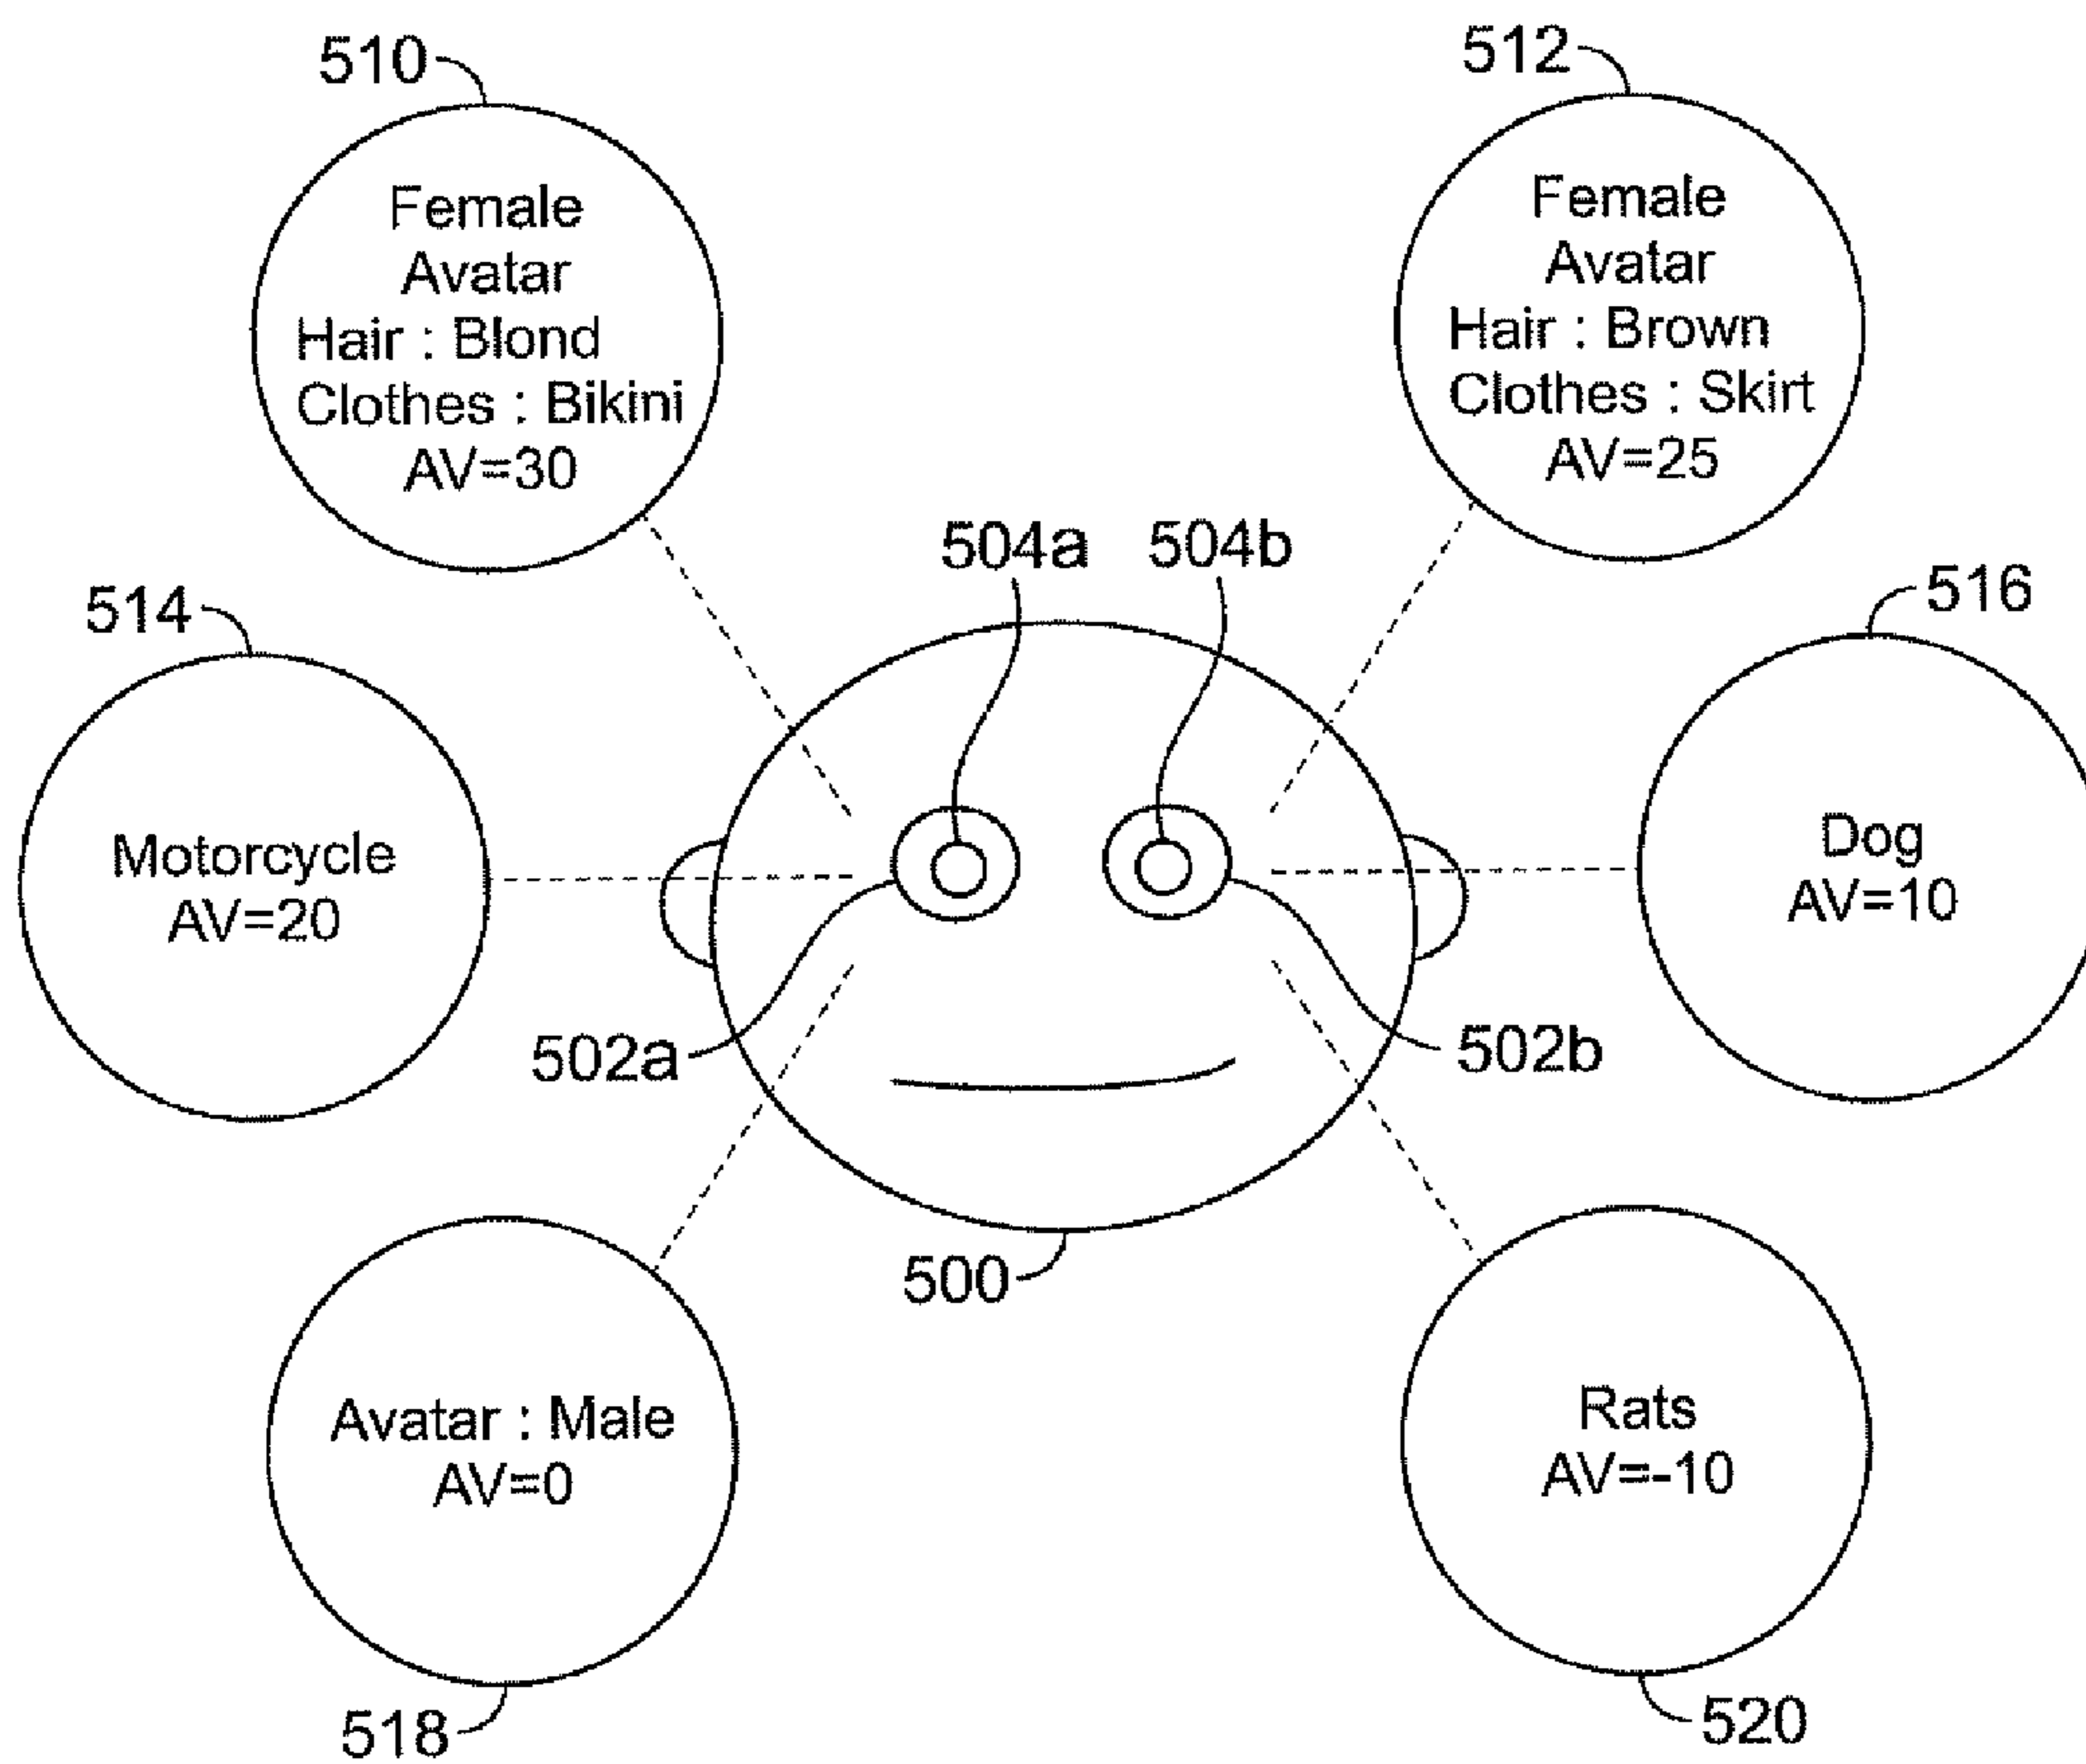 510
512
Female
Avatar
Hair : Blond
Clothes : Bikini
AV=30
Female
Avatar
Hair : Brown
Clothes : Skirt
AV=25
504a
504b
514
516
Motorcycle
AV=20
Dog
AV=10
502a
502b
500
Avatar : Male
AV=0
Rats
AV=-10
518
520